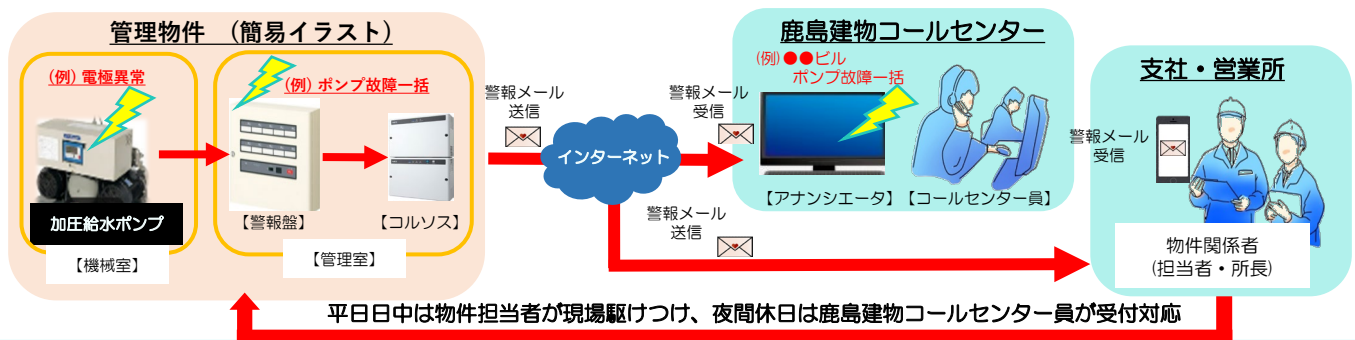 管理物件　（簡易イラスト）
(例) 電極異常
加圧給水ポンプ
【機械室】
(例) ポンプ故障一括
【警報盤】
【コルソス】
【管理室】
警報メール
送信
インターネット
警報メール
受信
警報メール
送信
鹿島建物コールセンター
(例) ●●ビル
ポンプ故障一括
【アナンシエータ】
【コールセンター員】
支社・営業所
警報メール
受信
物件関係者
(担当者・所長)
平日日中は物件担当者が現場駆けつけ、夜間休日は鹿島建物コールセンター員が受付対応